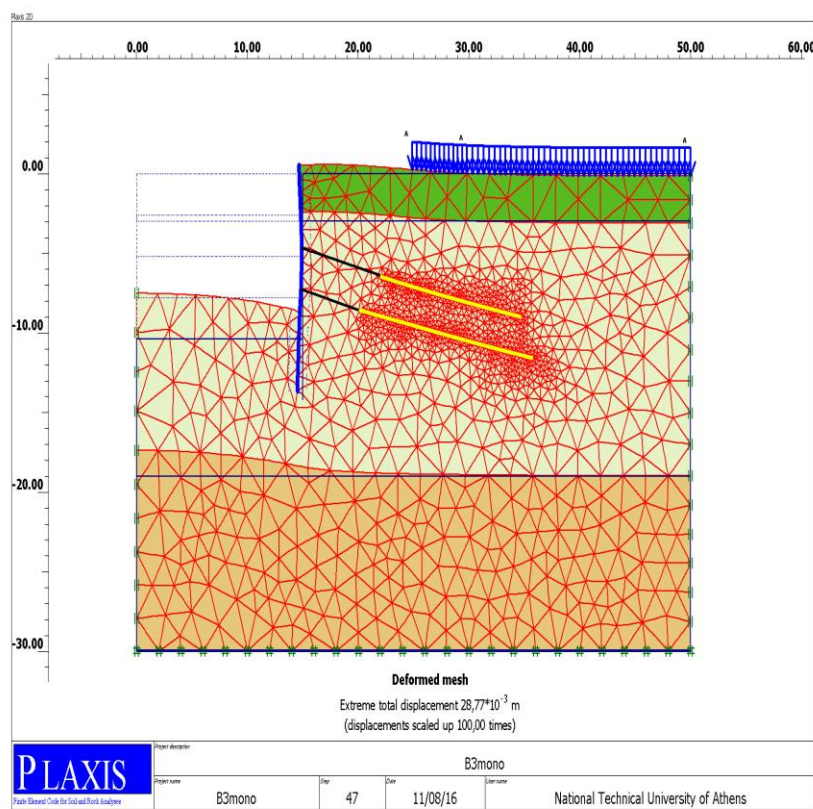 Plaxis 2D
0,00 10,00 20,00 30,00 40,00 50,00 60,00
0.00
-10.00
-20.00
-30.00
A A A
Deformed mesh
Extreme total displacement 28,77*10⁻³ m
(displacements scaled up 100,00 times)
PLAXIS
Finite Element Code for Soil and Rock Analyses
Project description
B3mono
Project name
B3mono
Step
47
Date
11/08/16
User name
National Technical University of Athens